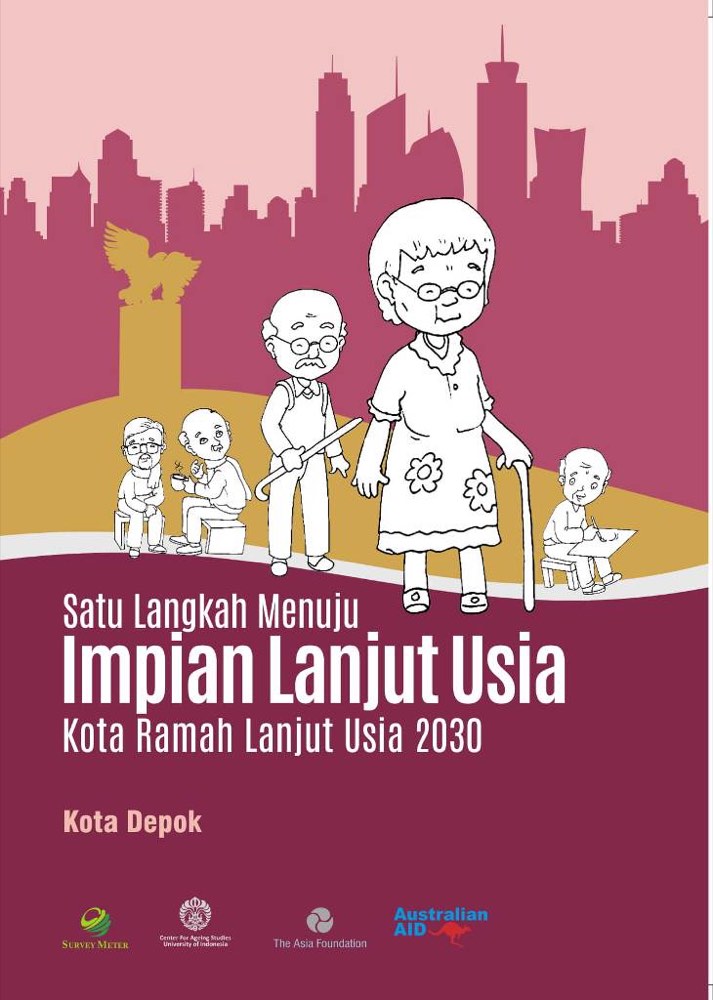 Satu Langkah Menuju
Impian Lanjut Usia
Kota Ramah Lanjut Usia 2030
Kota Depok
SURVEY METER
Center For Ageing Studies
University of Indonesia
The Asia Foundation
Australian
AID